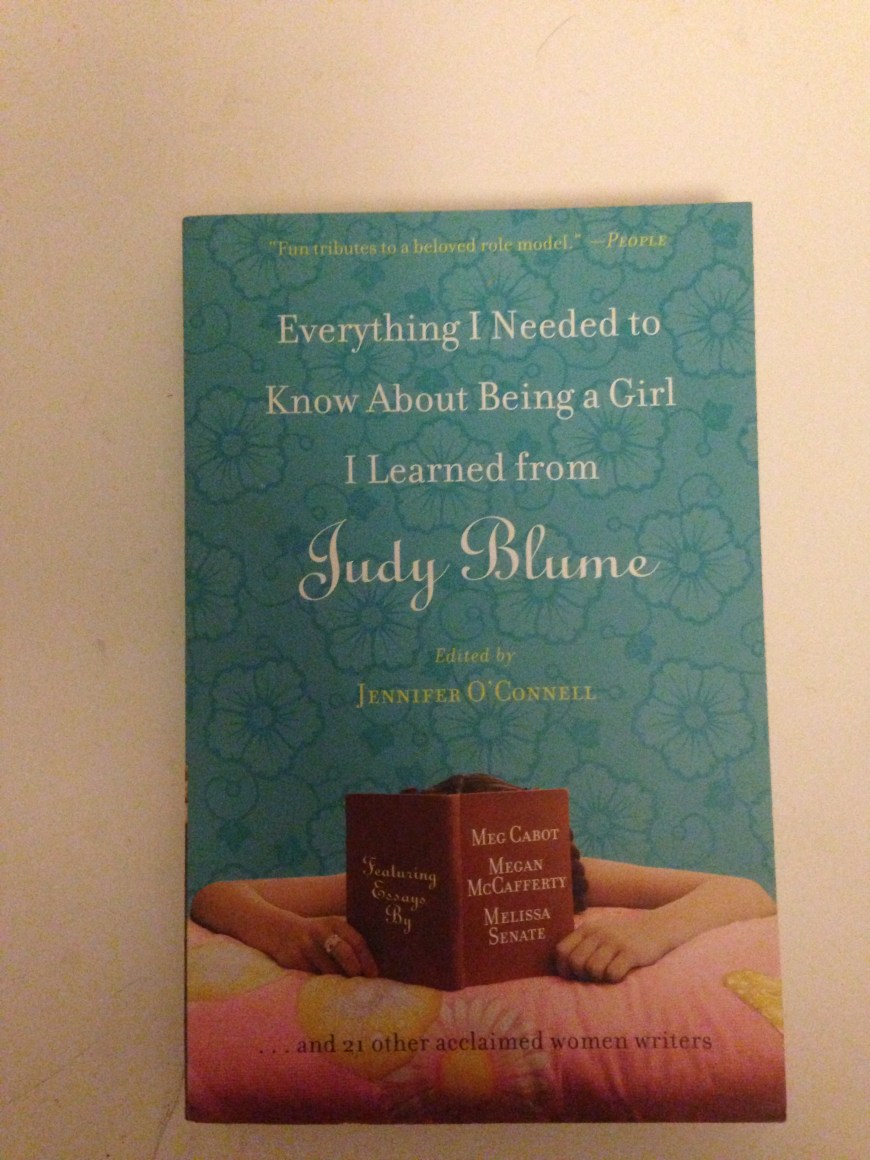 "Fun tributes to a beloved role model." —PEOPLE
Everything I Needed to
Know About Being a Girl
I Learned from
Judy Blume
Edited by
JENNIFER O'CONNELL
Featuring
Essays
By
MEG CABOT
MEGAN
MCCAFFERTY
MELISSA
SENATE
. . . and 21 other acclaimed women writers